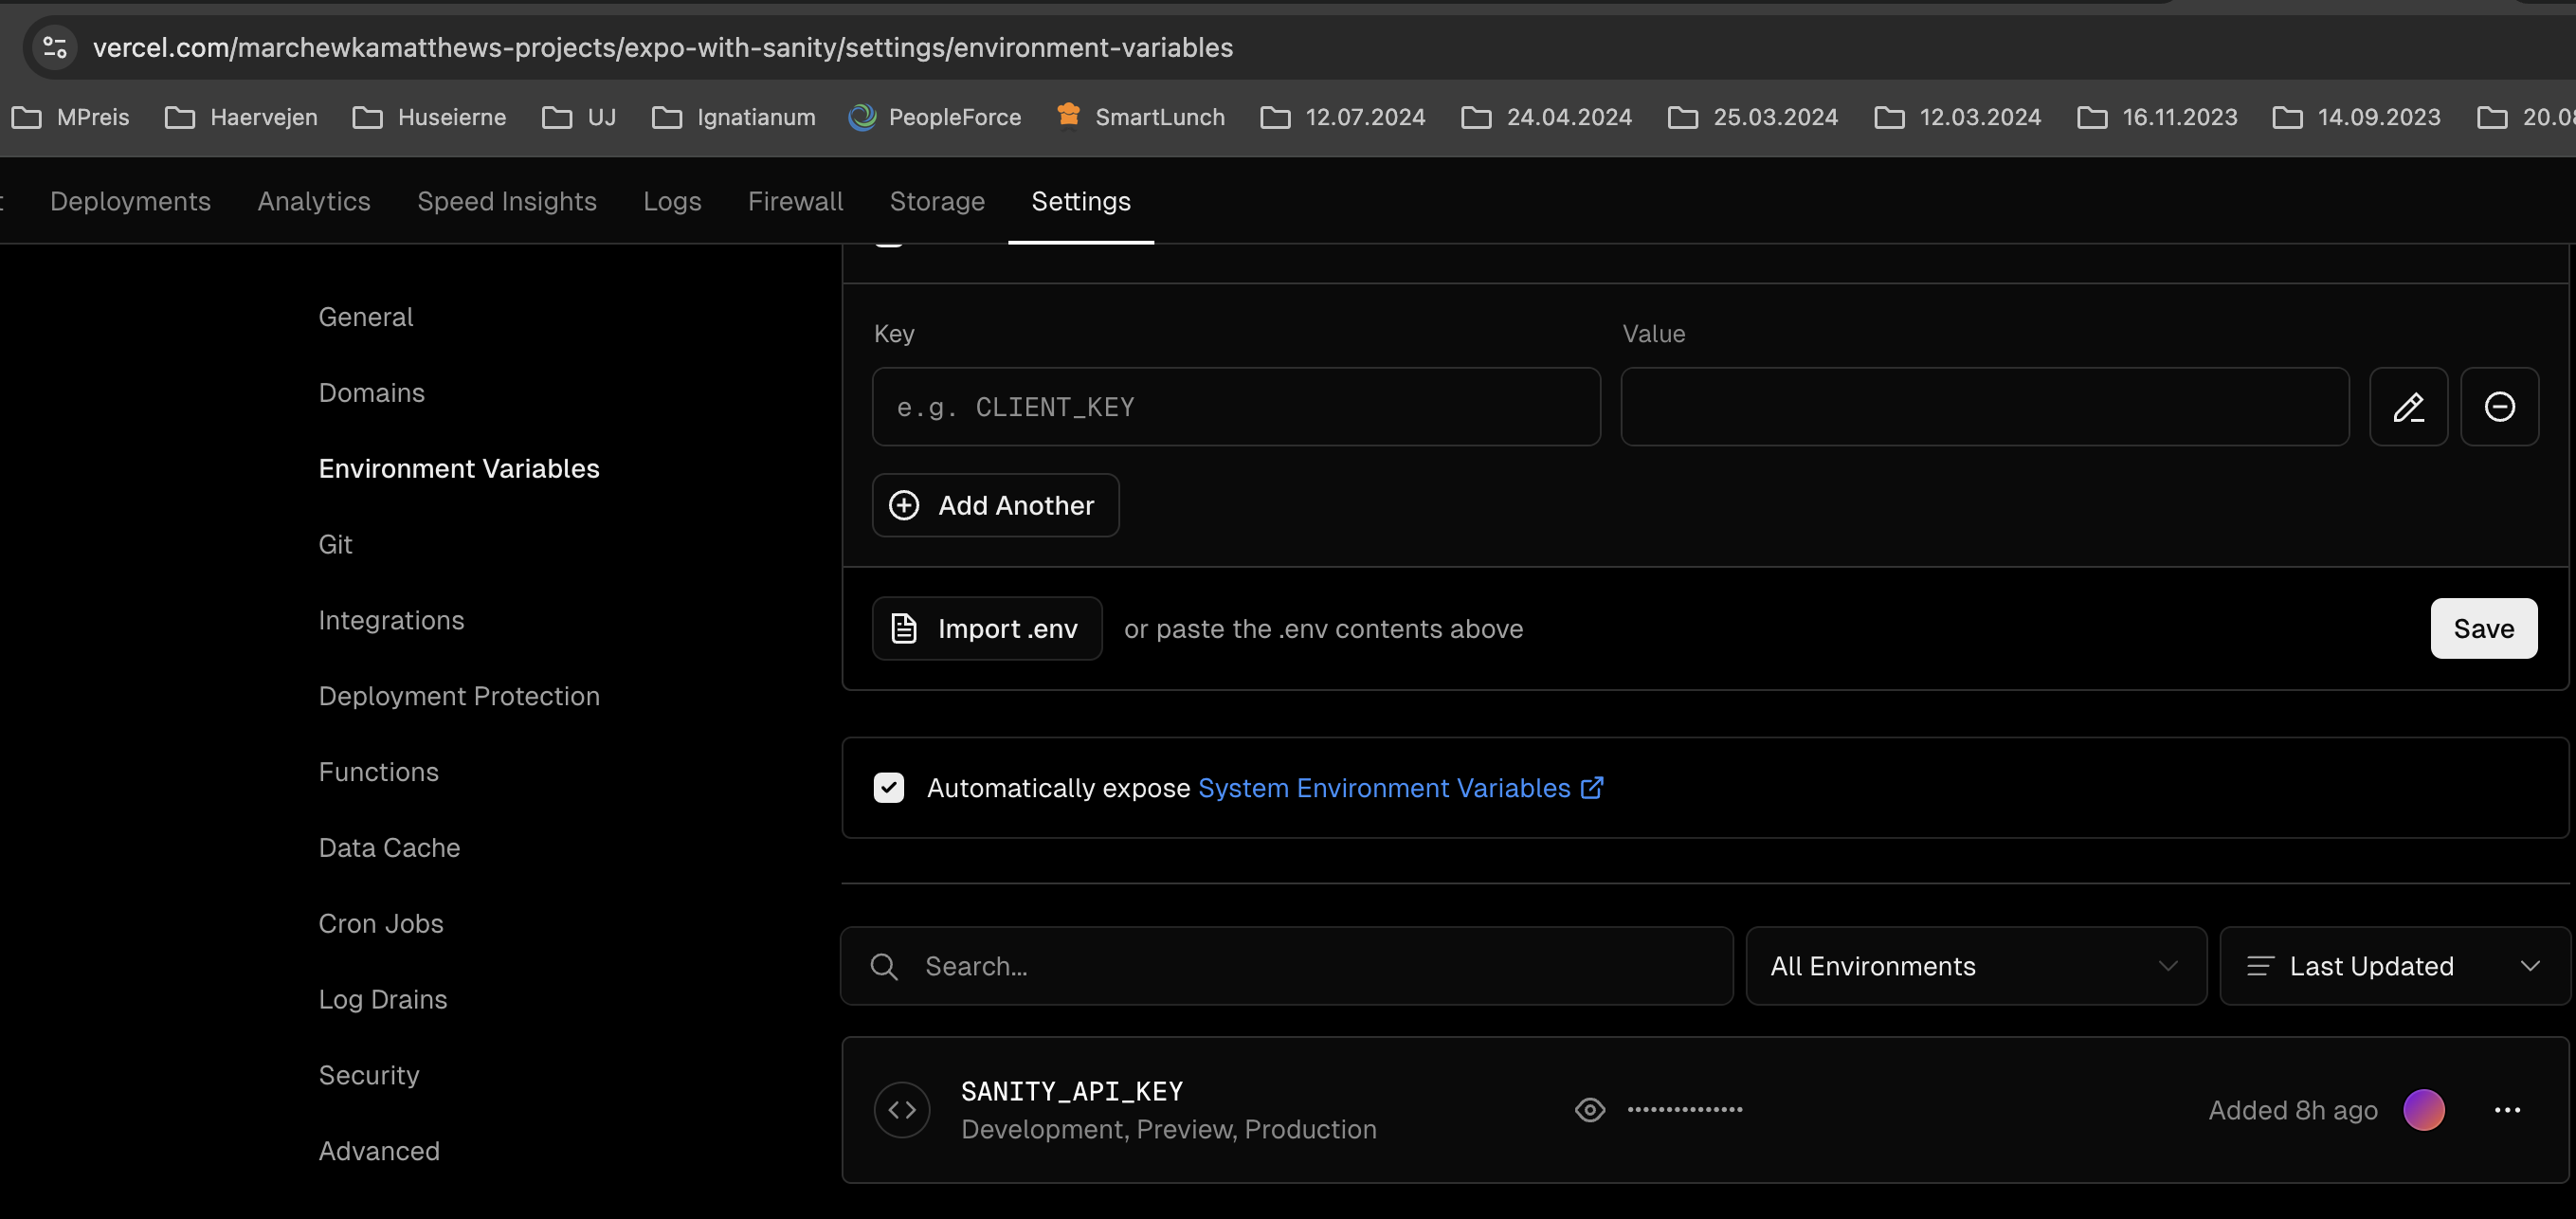 vercel.com/marchewkamatthews-projects/expo-with-sanity/settings/environment-variables
MPreis Haervejen Huseierne UJ Ignatianum PeopleForce SmartLunch 12.07.2024 24.04.2024 25.03.2024 12.03.2024 16.11.2023 14.09.2023
Deployments Analytics Speed Insights Logs Firewall Storage Settings
General
Domains
Environment Variables
Git
Integrations
Deployment Protection
Functions
Data Cache
Cron Jobs
Log Drains
Security
Advanced
Key Value
e.g. CLIENT_KEY
Add Another
Import .env or paste the .env contents above Save
Automatically expose System Environment Variables
Search... All Environments Last Updated
SANITY_API_KEY
Development, Preview, Production
Added 8h ago